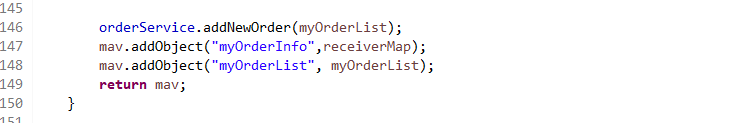 145
146 orderService.addNewOrder(myOrderList);
147 mav.addObject("myOrderInfo",receiverMap);
148 mav.addObject("myOrderList", myOrderList);
149 return mav;
150 }
151